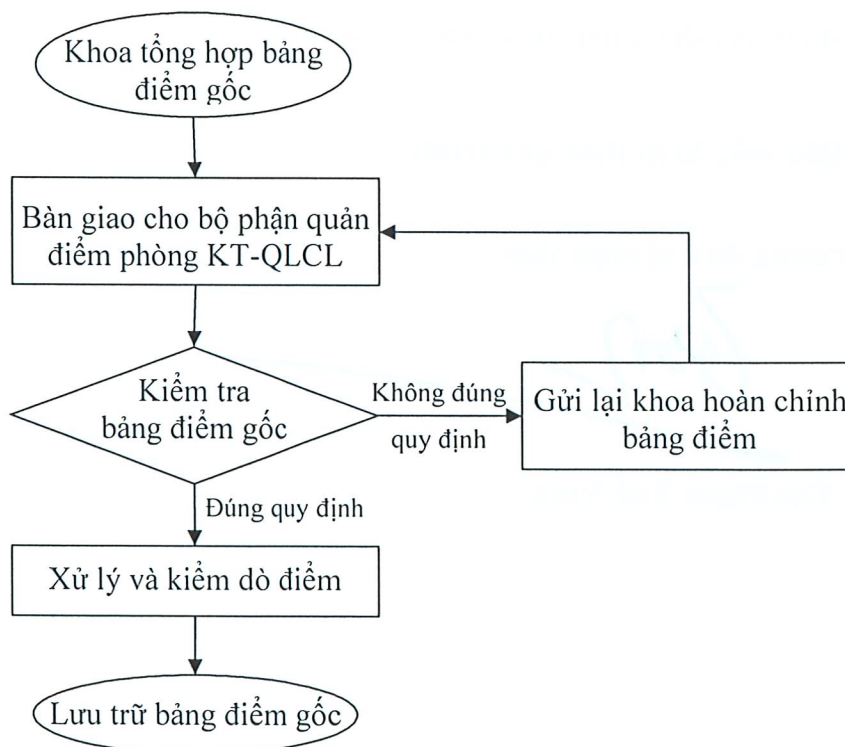 Khoa tổng hợp bảng
điểm gốc
Bàn giao cho bộ phận quản
điểm phòng KT-QLCL
Kiểm tra
bảng điểm gốc
Không đúng
quy định
Gửi lại khoa hoàn chỉnh
bảng điểm
Đúng quy định
Xử lý và kiểm dò điểm
Lưu trữ bảng điểm gốc